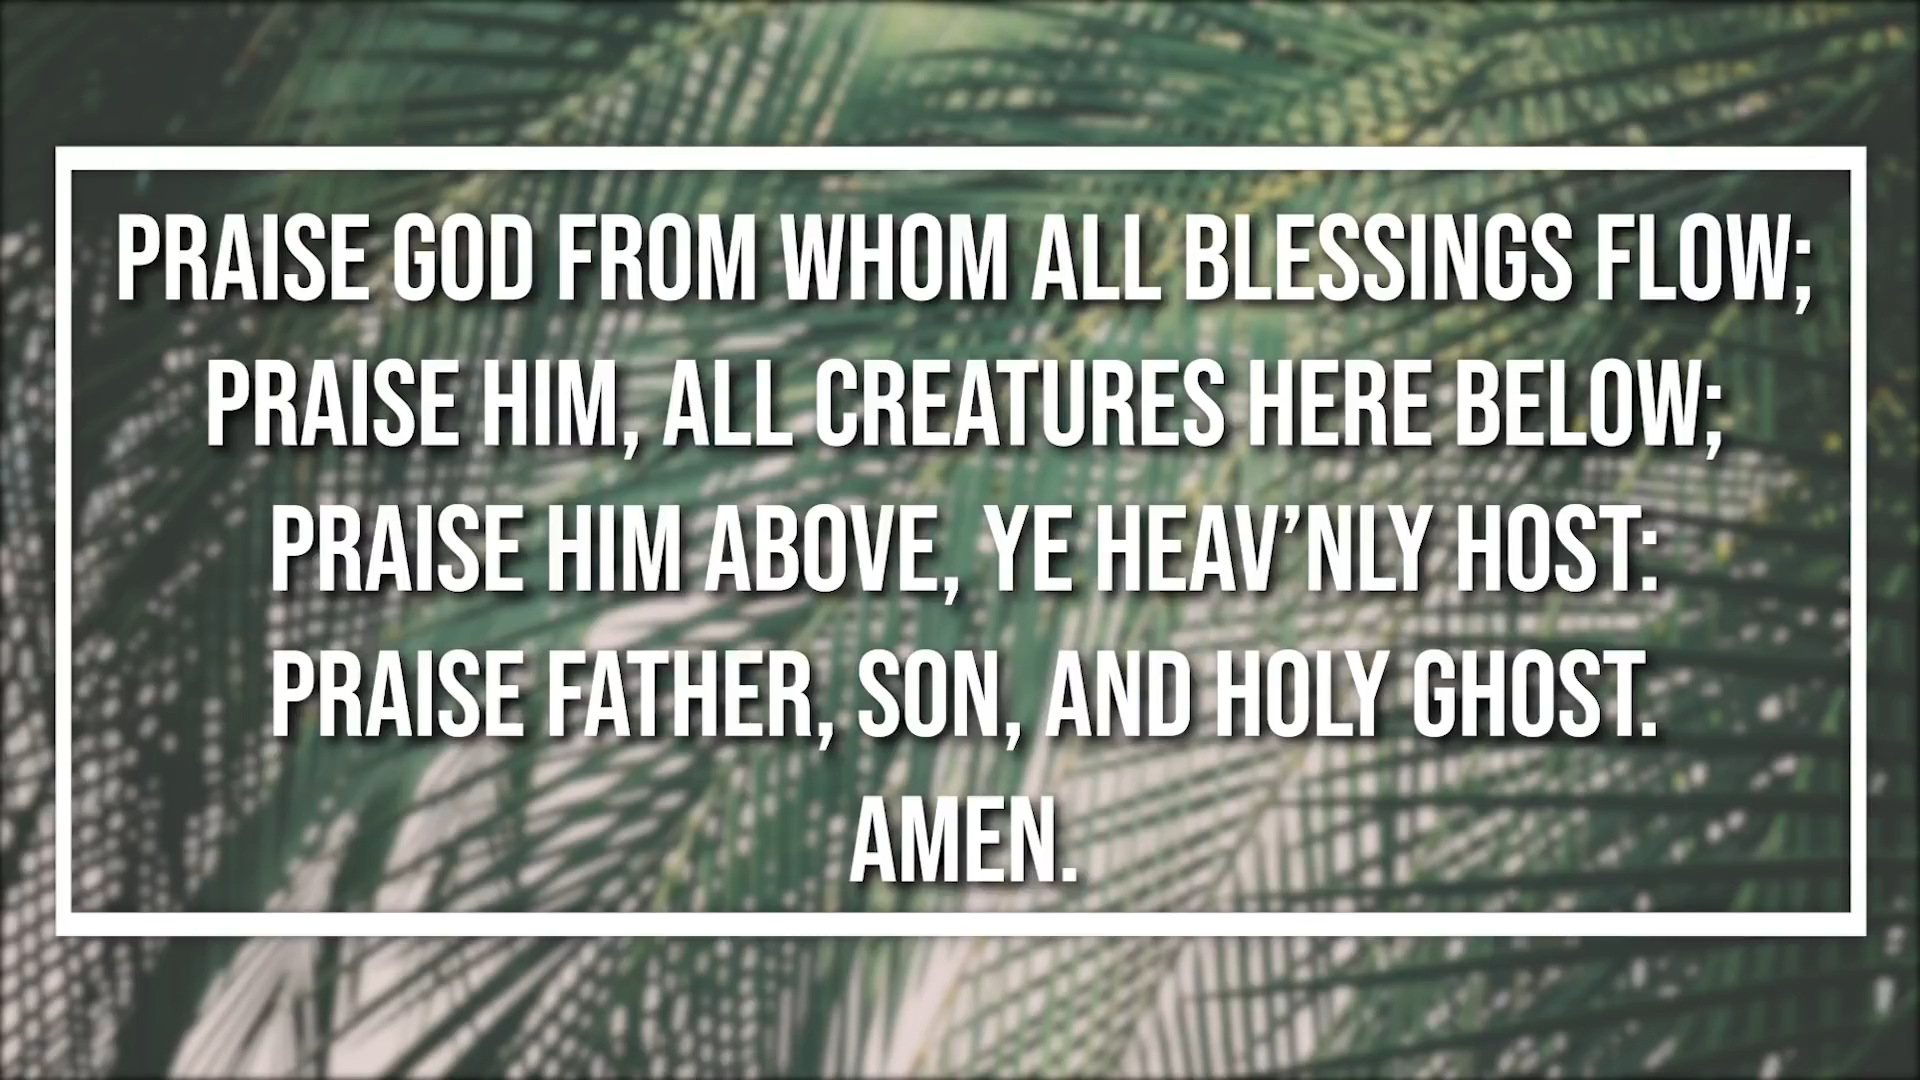 PRAISE GOD FROM WHOM ALL BLESSINGS FLOW;
PRAISE HIM, ALL CREATURES HERE BELOW;
PRAISE HIM ABOVE, YE HEAV’NLY HOST:
PRAISE FATHER, SON, AND HOLY GHOST.
AMEN.